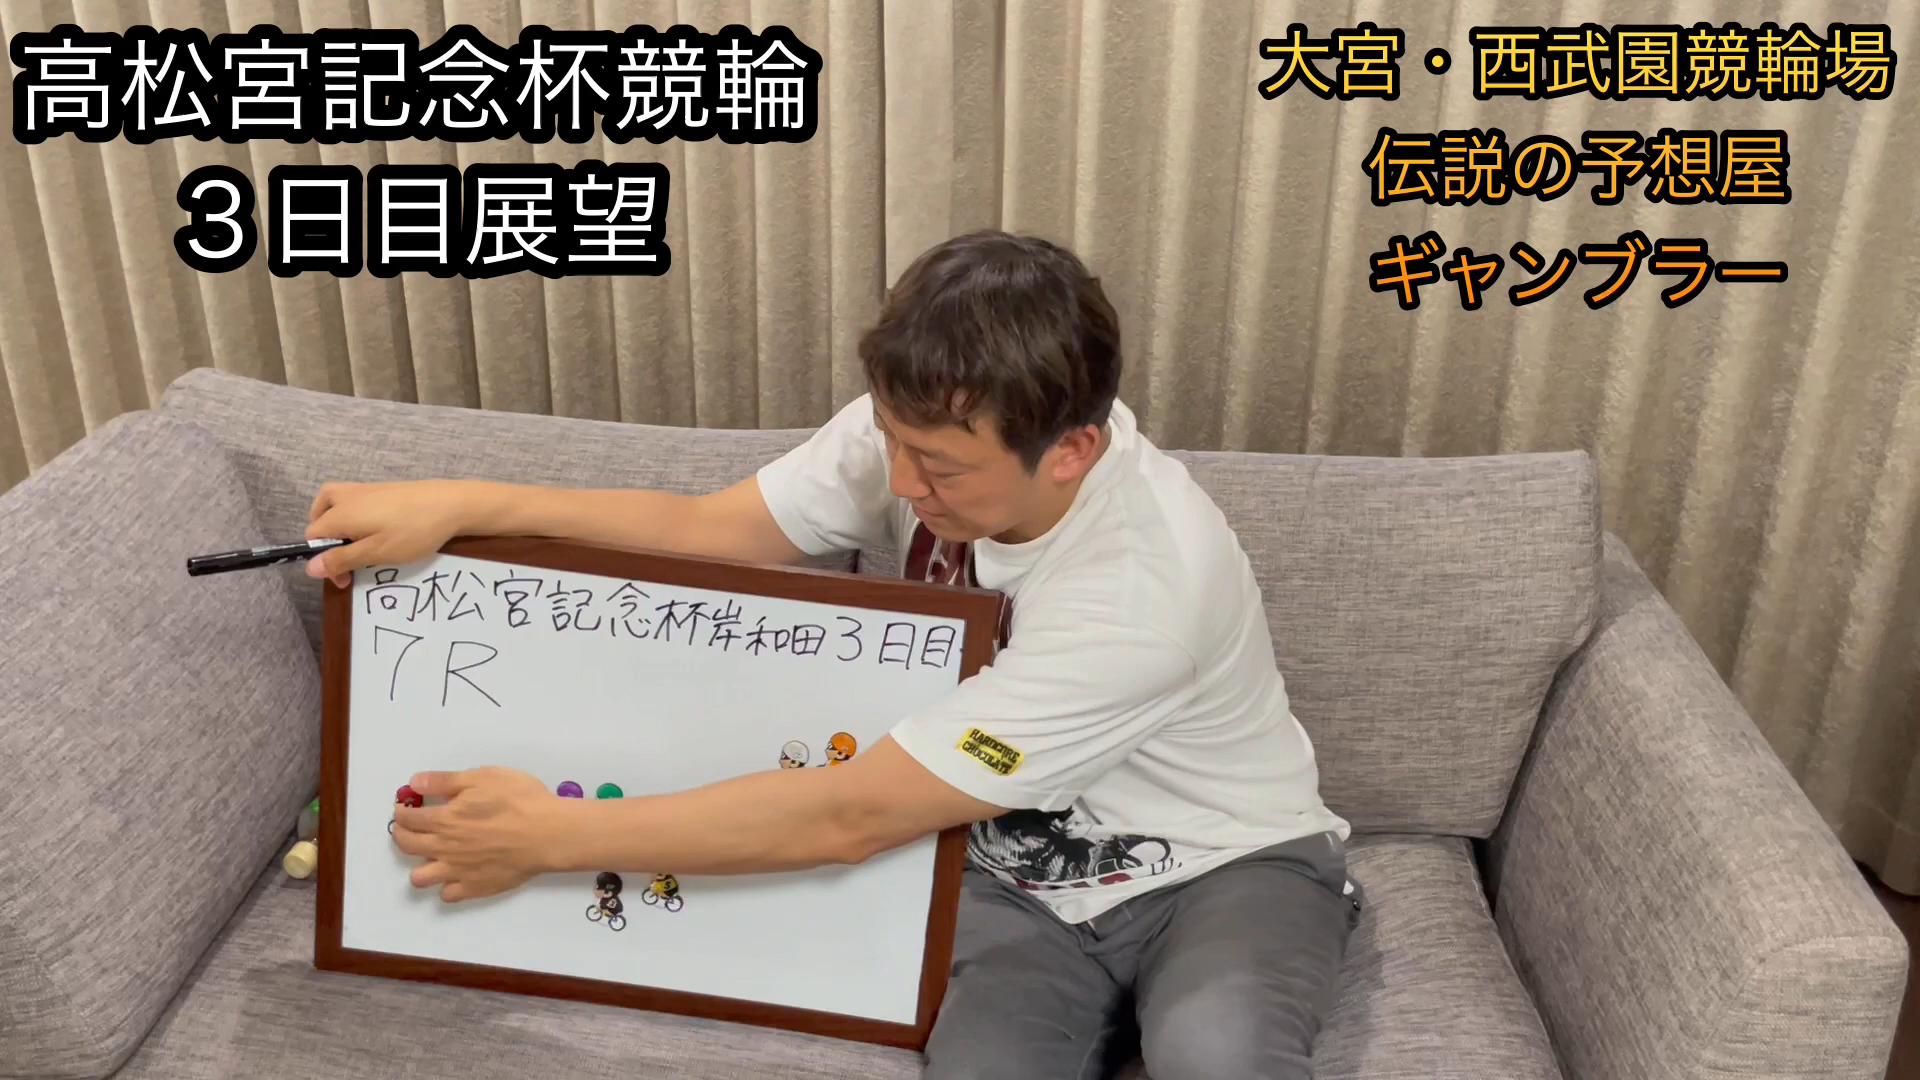 高松宮記念杯競輪
３日目展望
大宮・西武園競輪場
伝説の予想屋
ギャンブラー
高松宮記念杯岸和田3日目
7R
HARDCORE
CHOCOLATE